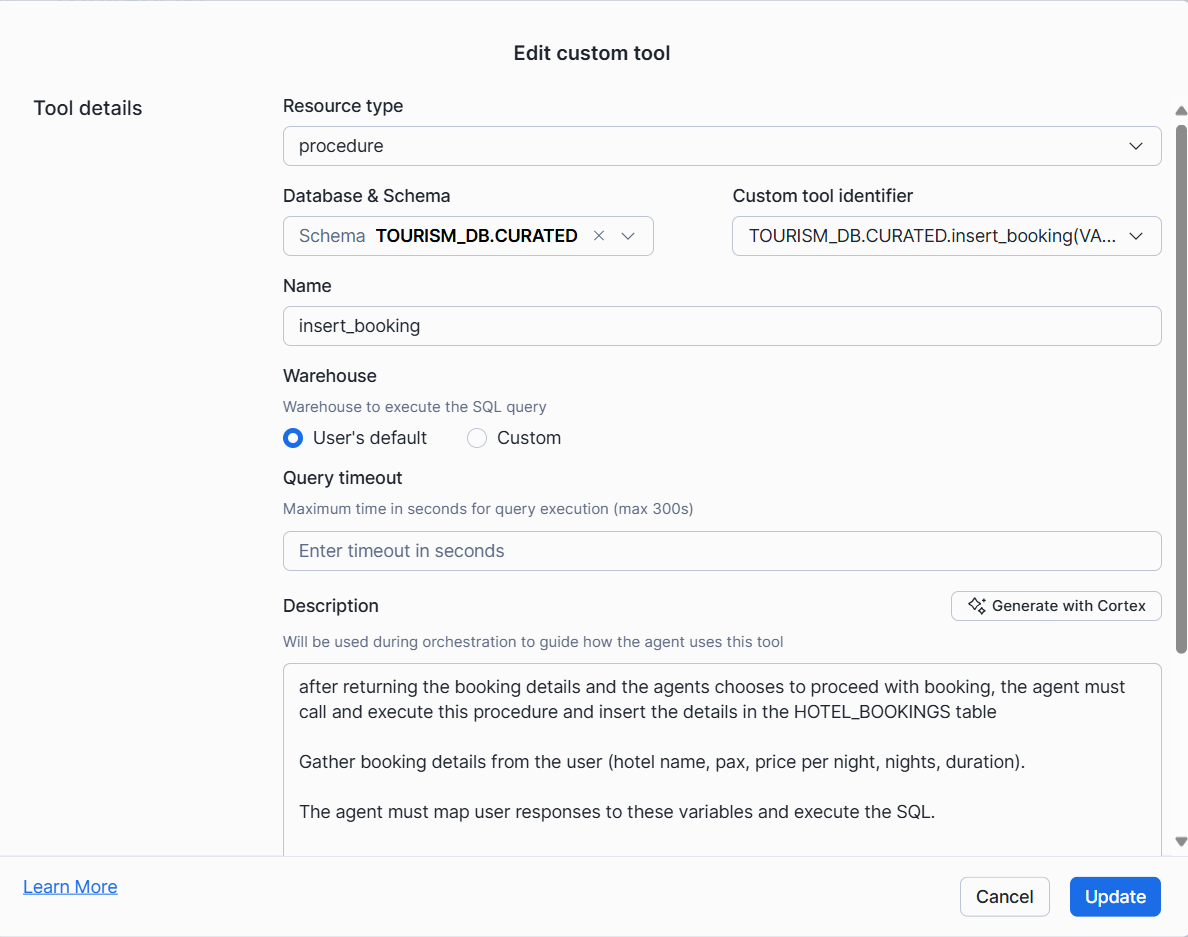 Edit custom tool
Tool details
Resource type
procedure
Database & Schema
Custom tool identifier
Schema TOURISM_DB.CURATED
TOURISM_DB.CURATED.insert_booking(VA...
Name
insert_booking
Warehouse
Warehouse to execute the SQL query
User's default
Custom
Query timeout
Maximum time in seconds for query execution (max 300s)
Enter timeout in seconds
Description
Generate with Cortex
Will be used during orchestration to guide how the agent uses this tool
after returning the booking details and the agents chooses to proceed with booking, the agent must
call and execute this procedure and insert the details in the HOTEL_BOOKINGS table
Gather booking details from the user (hotel name, pax, price per night, nights, duration).
The agent must map user responses to these variables and execute the SQL.
Learn More
Cancel
Update